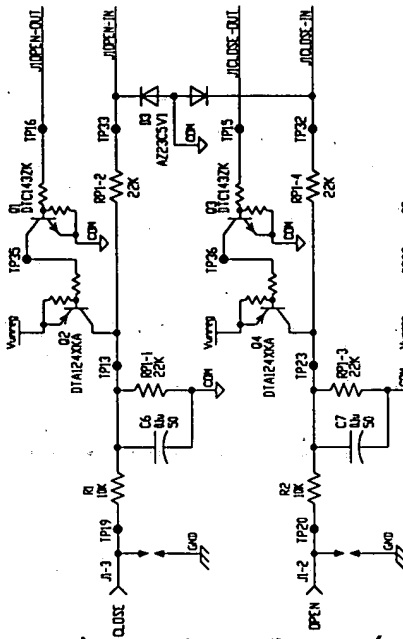 J1OPEN-OUT
J1OPEN-IN
J1CLOSE-OUT
J1CLOSE-IN
TP16
TP33
D3
AZ23C5V1
COM
TP15
TP32
Q1
DTC143ZK
RP1-2
22K
Q3
DTC143ZK
RP1-4
22K
TP35
COM
TP36
COM
Vunreg
Q2
DTA124XKA
Q4
DTA124XKA
TP13
RP1-1
22K
COM
TP23
RP1-3
22K
COM
C6
0.1u
50
C7
0.1u
50
R1
10K
R2
10K
TP19
TP20
J1-3
GND
J1-2
GND
CLOSE
OPEN